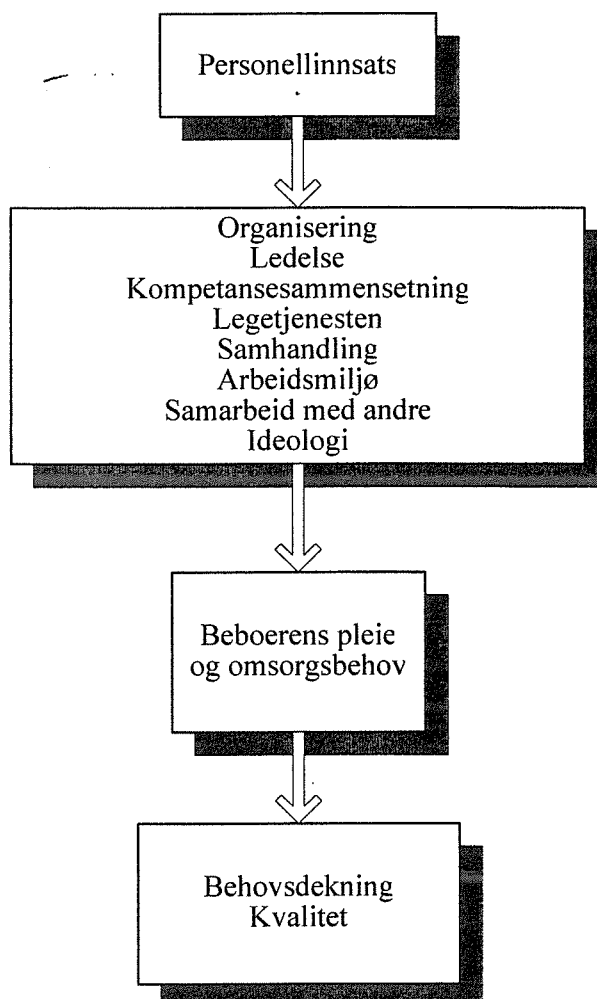 Personellinnsats
Organisering
Ledelse
Kompetansesammensetning
Legetjenesten
Samhandling
Arbeidsmiljø
Samarbeid med andre
Ideologi
Beboerens pleie
og omsorgsbehov
Behovsdekning
Kvalitet